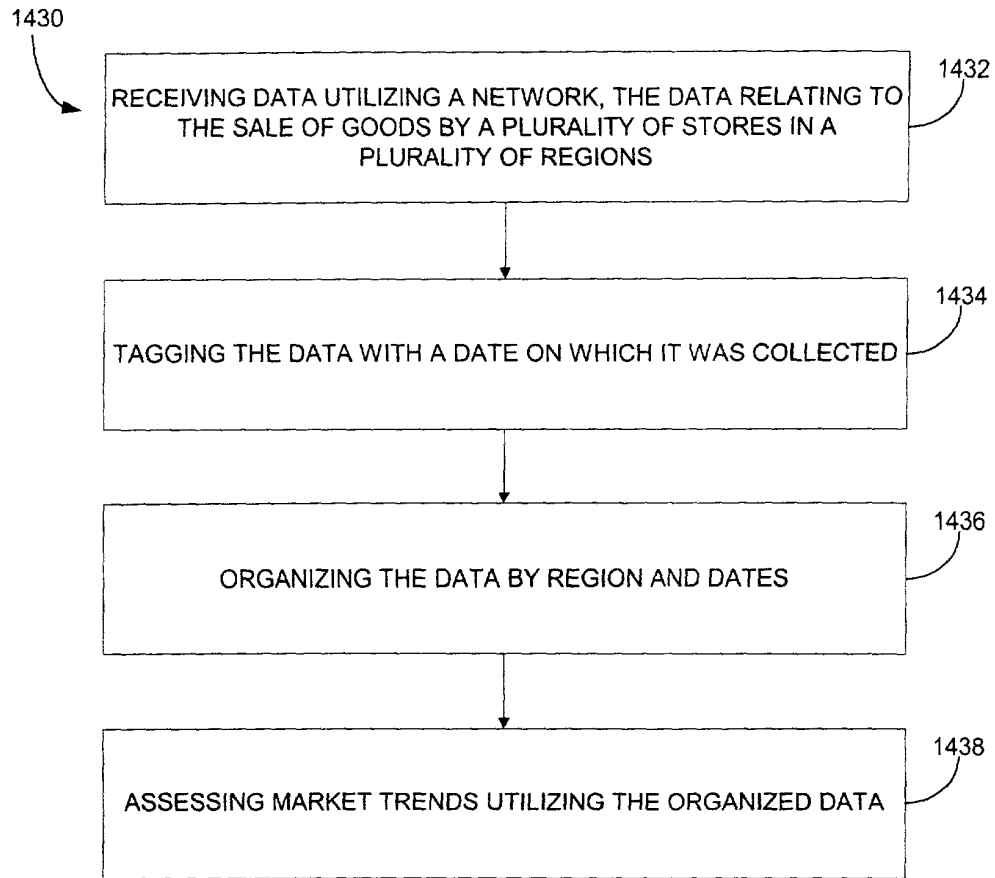 1430
1432
RECEIVING DATA UTILIZING A NETWORK, THE DATA RELATING TO
THE SALE OF GOODS BY A PLURALITY OF STORES IN A
PLURALITY OF REGIONS
1434
TAGGING THE DATA WITH A DATE ON WHICH IT WAS COLLECTED
1436
ORGANIZING THE DATA BY REGION AND DATES
1438
ASSESSING MARKET TRENDS UTILIZING THE ORGANIZED DATA